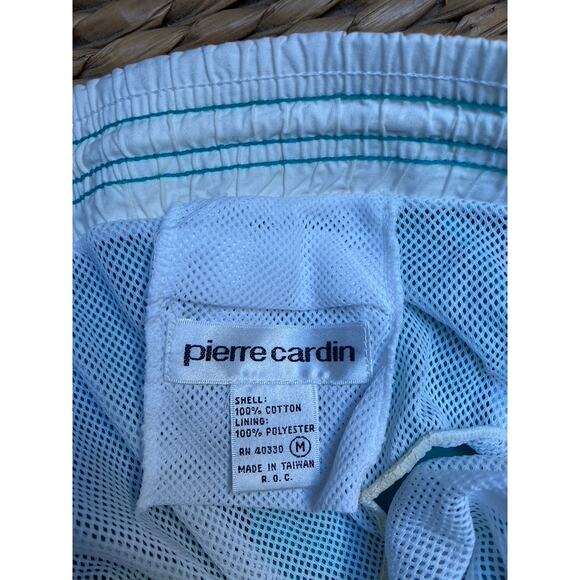 pierre cardin
SHELL:
100% COTTON
LINING:
100% POLYESTER
RN 40330 M
MADE IN TAIWAN
R.O.C.